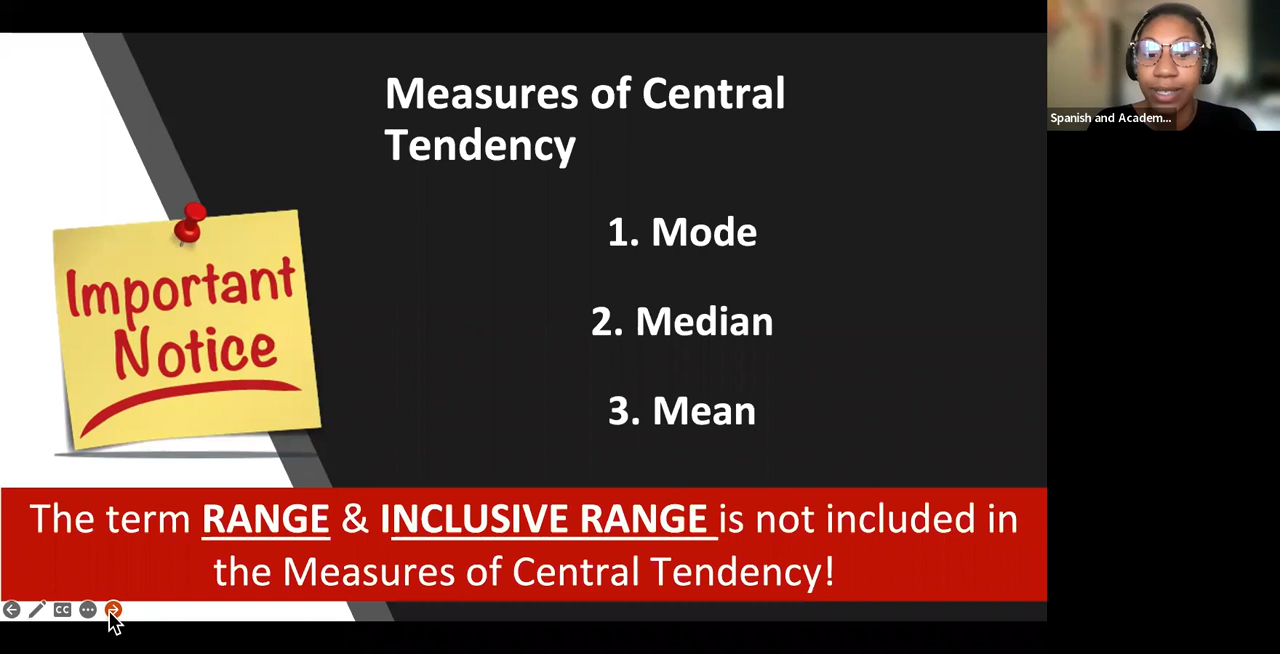 Measures of Central
Tendency
1. Mode
2. Median
3. Mean
Important
Notice
The term RANGE & INCLUSIVE RANGE is not included in
the Measures of Central Tendency!
CC
Spanish and Academ...